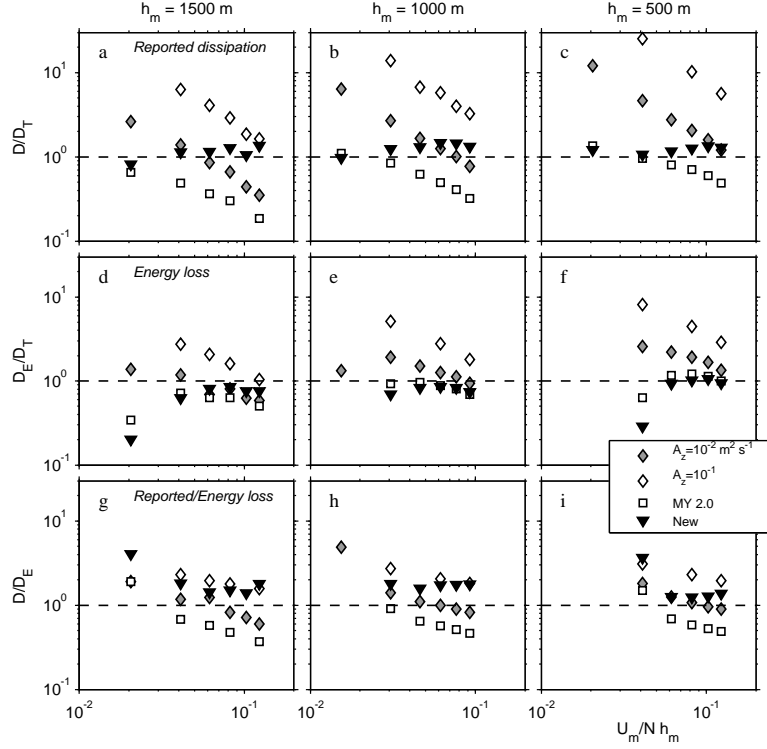 h_m = 1500 m
h_m = 1000 m
h_m = 500 m
a Reported dissipation
b
c
D/D_T
10^1
10^0
10^-1
d Energy loss
e
f
D_E/D_T
10^1
10^0
10^-1
A_z=10^-2 m^2 s^-1
A_z=10^-1
MY 2.0
New
g Reported/Energy loss
h
i
D/D_E
10^1
10^0
10^-1
10^-2 10^-1
10^-2 10^-1
10^-2 10^-1
U_m/N h_m